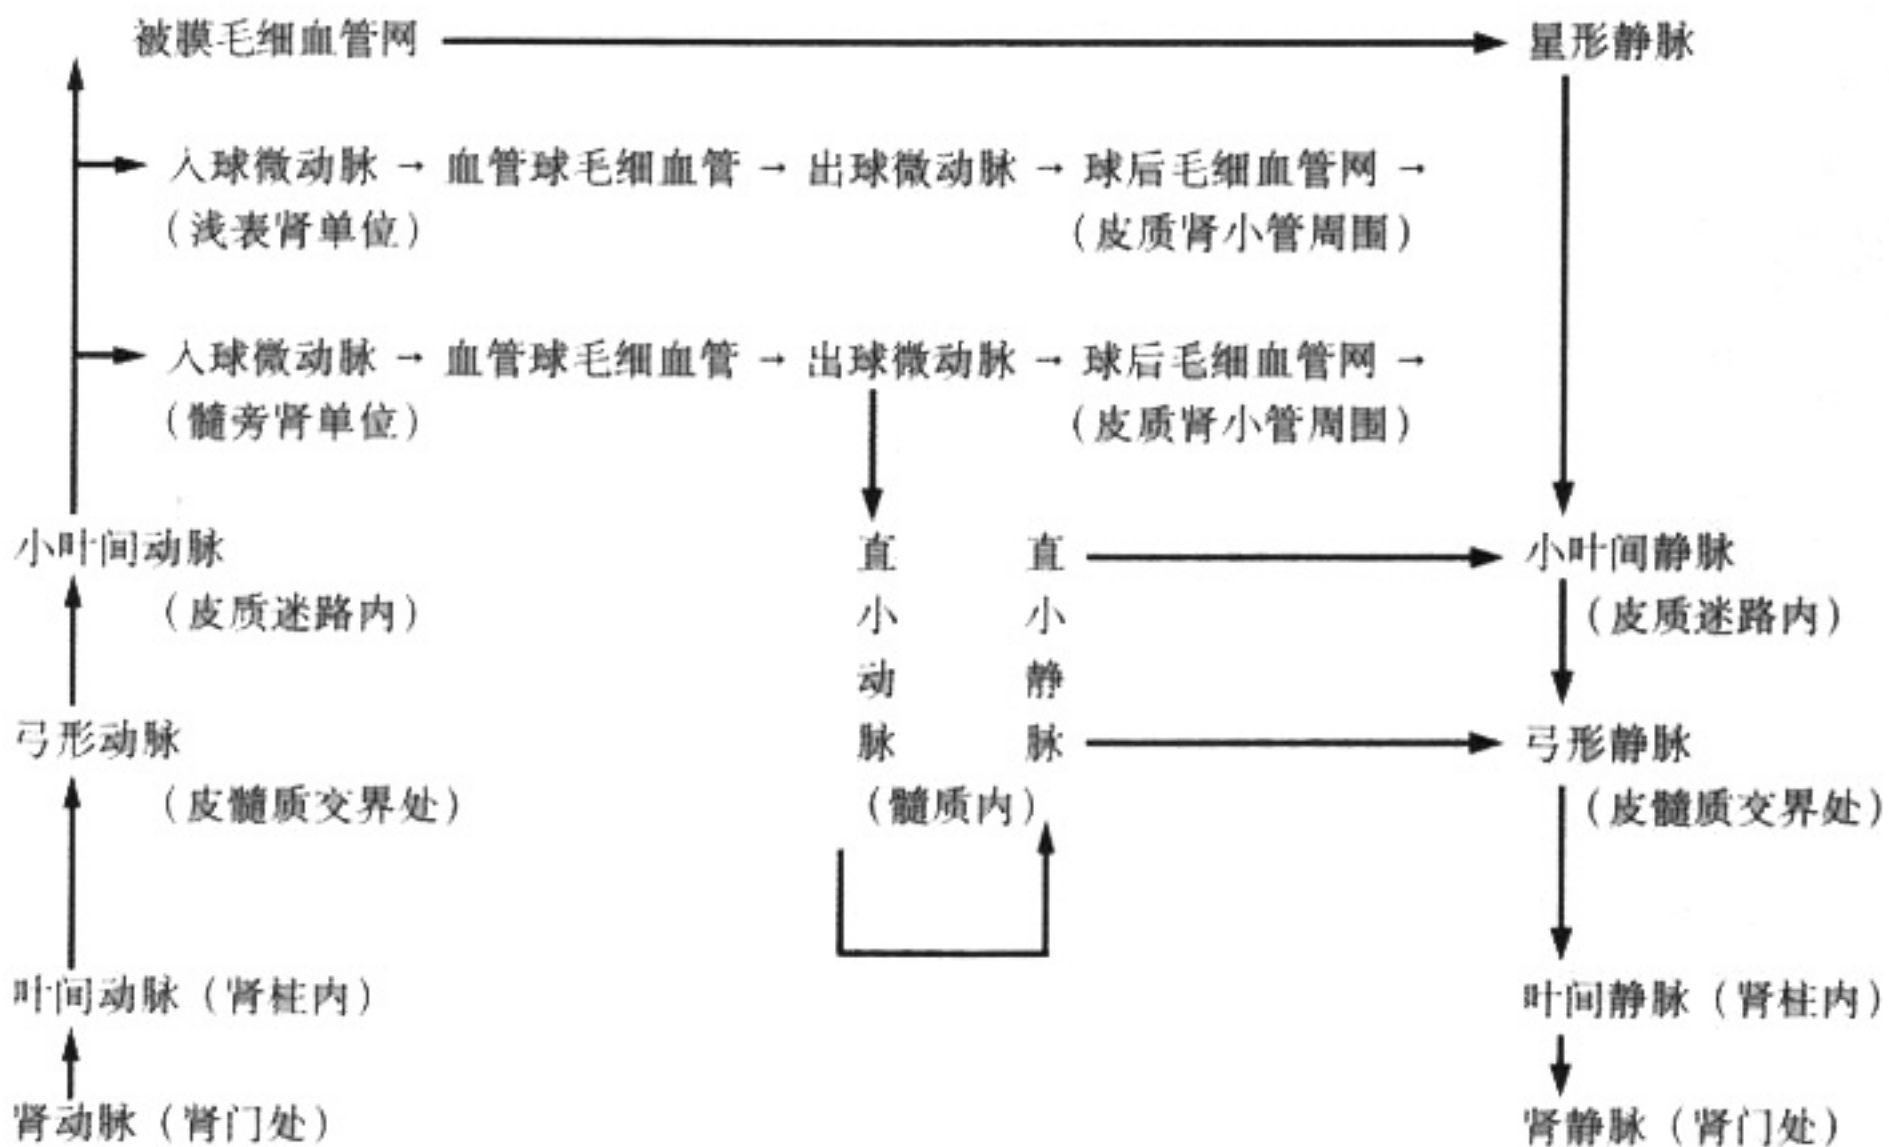 被膜毛细血管网 星形静脉
入球微动脉 → 血管球毛细血管 → 出球微动脉 → 球后毛细血管网 →
(浅表肾单位) (皮质肾小管周围)
入球微动脉 → 血管球毛细血管 → 出球微动脉 → 球后毛细血管网 →
(髓旁肾单位) (皮质肾小管周围)
小叶间动脉
(皮质迷路内)
弓形动脉
(皮髓质交界处)
叶间动脉(肾柱内)
肾动脉(肾门处)
直小动脉
(髓质内)
直小静脉
小叶间静脉
(皮质迷路内)
弓形静脉
(皮髓质交界处)
叶间静脉(肾柱内)
肾静脉(肾门处)